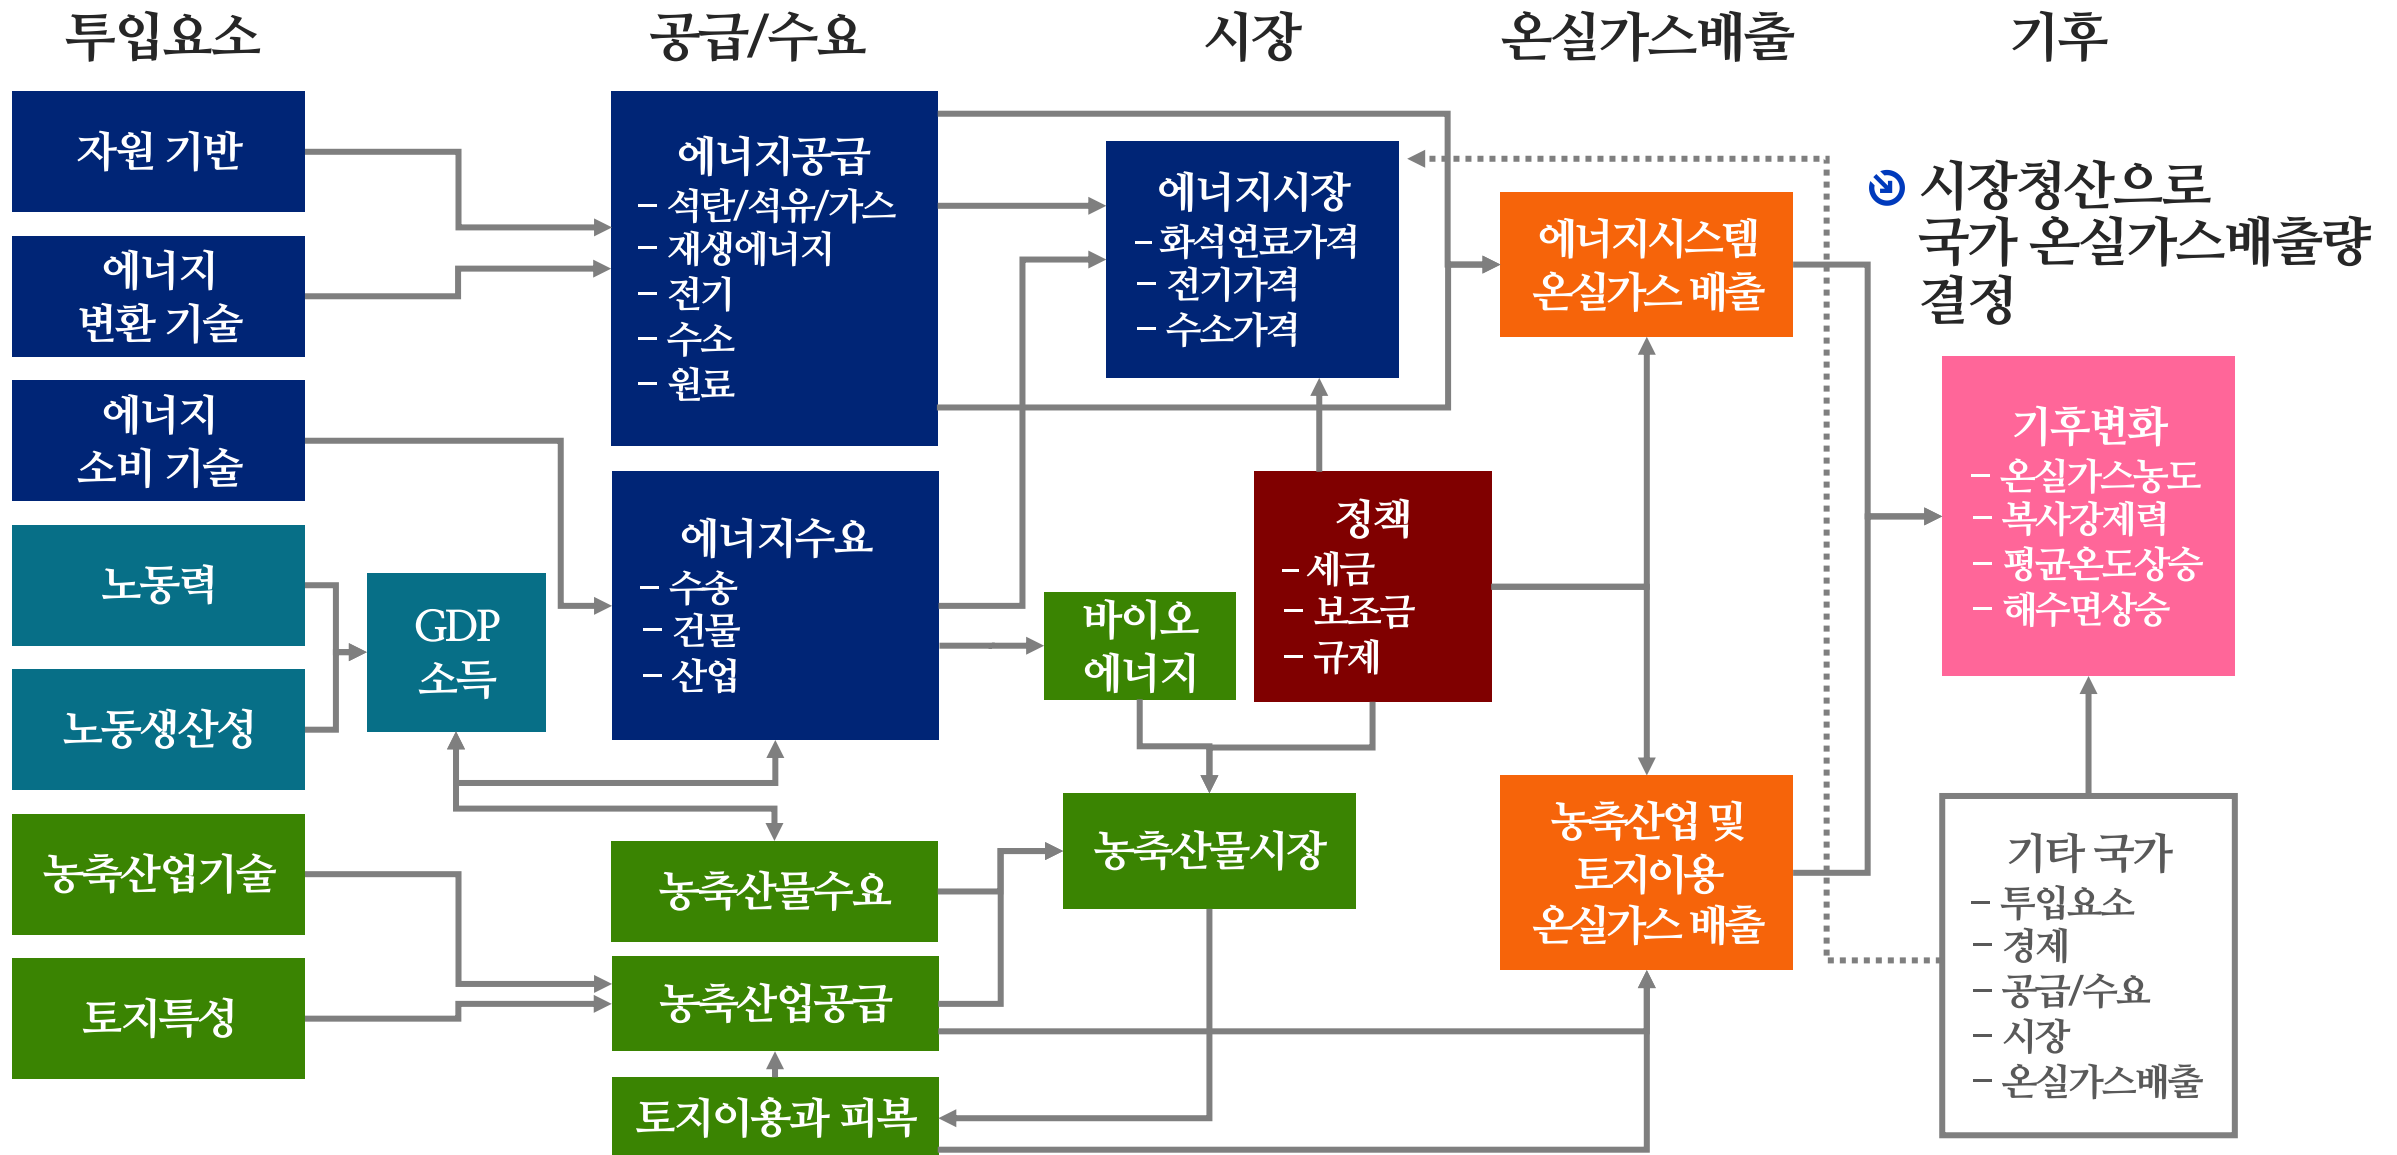 투입요소
공급/수요
시장
온실가스배출
기후
자원 기반
에너지
변환 기술
에너지
소비 기술
노동력
노동생산성
농축산업기술
토지특성
GDP
소득
에너지공급
– 석탄/석유/가스
– 재생에너지
– 전기
– 수소
– 원료
에너지수요
– 수송
– 건물
– 산업
농축산물수요
농축산업공급
토지이용과 피복
에너지시장
– 화석연료가격
– 전기가격
– 수소가격
바이오
에너지
정책
– 세금
– 보조금
– 규제
농축산물시장
에너지시스템
온실가스 배출
농축산업 및
토지이용
온실가스 배출
시장청산으로
국가 온실가스배출량
결정
기후변화
– 온실가스농도
– 복사강제력
– 평균온도상승
– 해수면상승
기타 국가
– 투입요소
– 경제
– 공급/수요
– 시장
– 온실가스배출